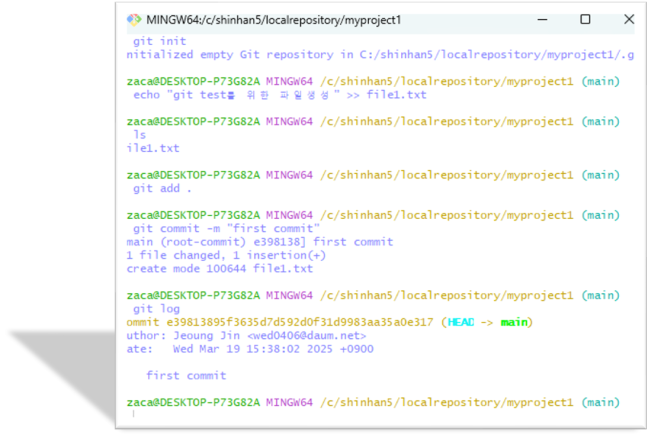 MINGW64:/c/shinhan5/localrepository/myproject1
git init
nitialized empty Git repository in C:/shinhan5/localrepository/myproject1/.g
zaca@DESKTOP-P73G82A MINGW64 /c/shinhan5/localrepository/myproject1 (main)
echo "git test를 위한 파일생성" >> file1.txt
zaca@DESKTOP-P73G82A MINGW64 /c/shinhan5/localrepository/myproject1 (main)
ls
ile1.txt
zaca@DESKTOP-P73G82A MINGW64 /c/shinhan5/localrepository/myproject1 (main)
git add .
zaca@DESKTOP-P73G82A MINGW64 /c/shinhan5/localrepository/myproject1 (main)
git commit -m "first commit"
main (root-commit) e398138] first commit
1 file changed, 1 insertion(+)
create mode 100644 file1.txt
zaca@DESKTOP-P73G82A MINGW64 /c/shinhan5/localrepository/myproject1 (main)
git log
ommit e39813895f3635d7d592d0f31d9983aa35a0e317 (HEAD -> main)
uthor: Jeoung Jin <wed0406@daum.net>
ate:   Wed Mar 19 15:38:02 2025 +0900
first commit
zaca@DESKTOP-P73G82A MINGW64 /c/shinhan5/localrepository/myproject1 (main)